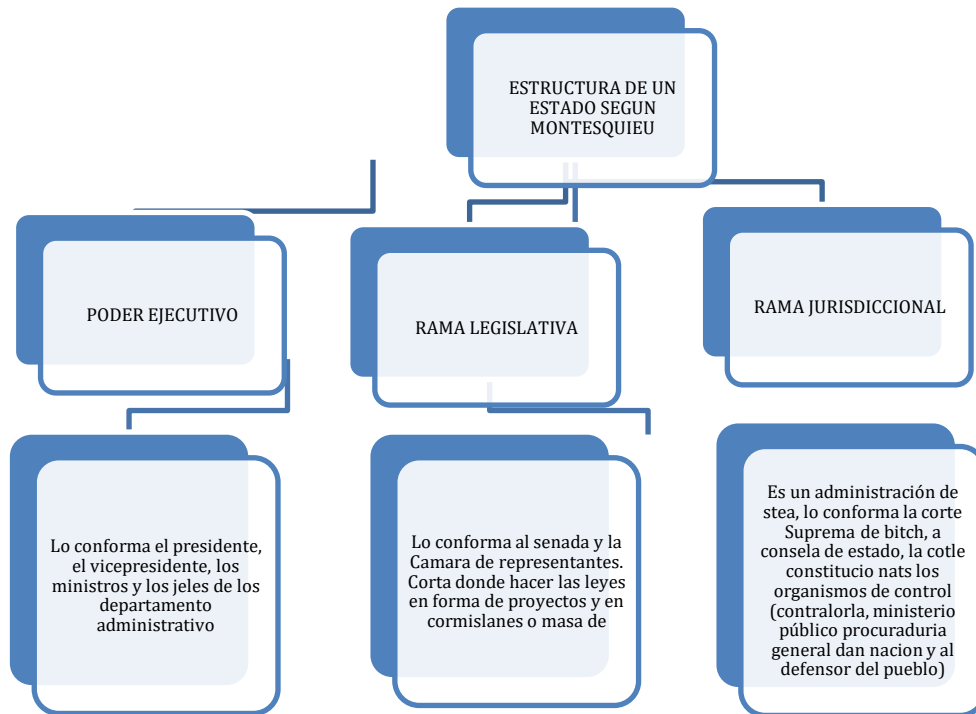 ESTRUCTURA DE UN
ESTADO SEGUN
MONTESQUIEU
PODER EJECUTIVO
RAMA LEGISLATIVA
RAMA JURISDICCIONAL
Lo conforma el presidente,
el vicepresidente, los
ministros y los jeles de los
departamento
administrativo
Lo conforma al senada y la
Camara de representantes.
Corta donde hacer las leyes
en forma de proyectos y en
cormislanes o masa de
Es un administración de
stea, lo conforma la corte
Suprema de bitch, a
consela de estado, la cotle
constitucio nats los
organismos de control
(contralorla, ministerio
público procuraduria
general dan nacion y al
defensor del pueblo)